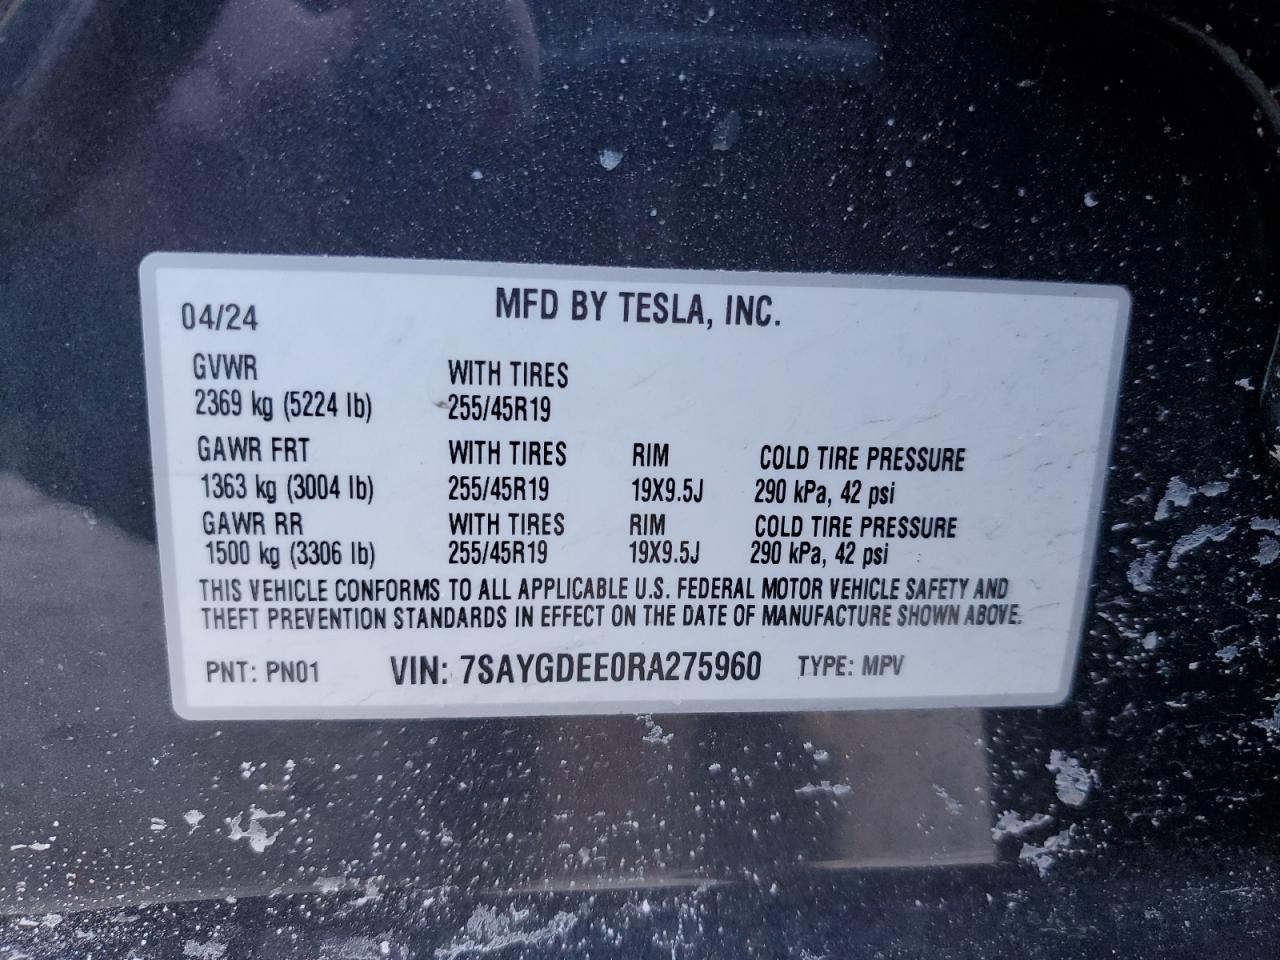 04/24 MFD BY TESLA, INC.
GVWR WITH TIRES
2369 kg (5224 lb) 255/45R19
GAWR FRT WITH TIRES RIM COLD TIRE PRESSURE
1363 kg (3004 lb) 255/45R19 19X9.5J 290 kPa, 42 psi
GAWR RR WITH TIRES RIM COLD TIRE PRESSURE
1500 kg (3306 lb) 255/45R19 19X9.5J 290 kPa, 42 psi
THIS VEHICLE CONFORMS TO ALL APPLICABLE U.S. FEDERAL MOTOR VEHICLE SAFETY AND
THEFT PREVENTION STANDARDS IN EFFECT ON THE DATE OF MANUFACTURE SHOWN ABOVE.
PNT: PN01 VIN: 7SAYGDEE0RA275960 TYPE: MPV